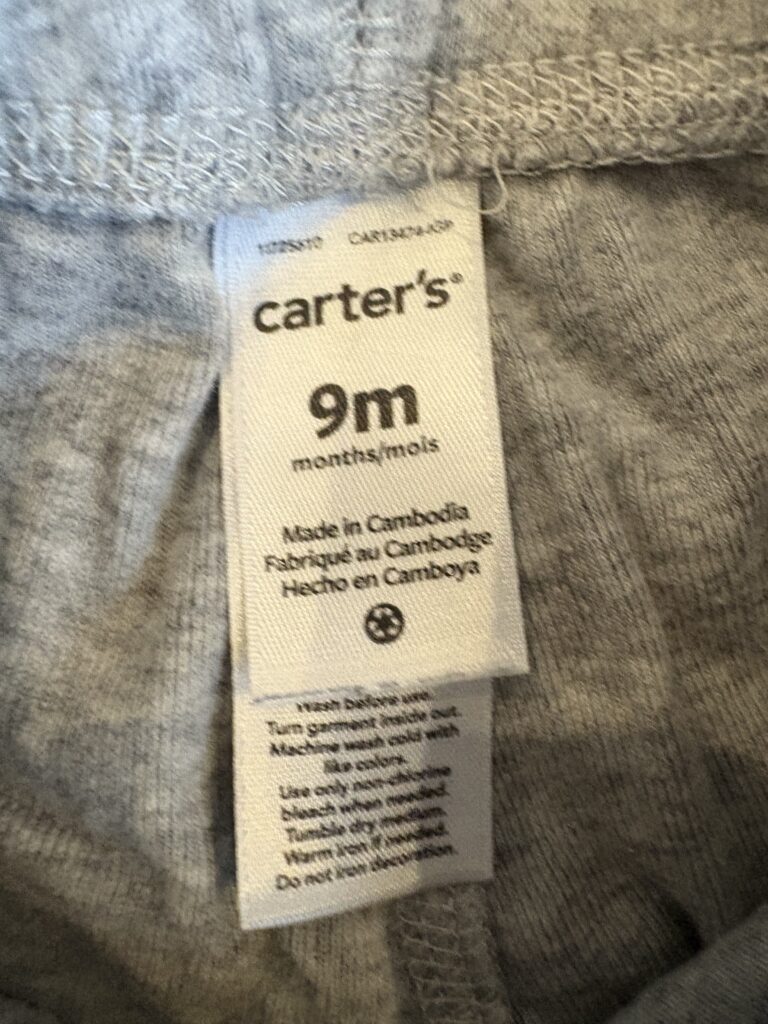 carter's®
9m
months/mois
Made in Cambodia
Fabriqué au Cambodge
Hecho en Camboya
Wash before use.
Turn garment inside out.
Machine wash cold with
like colors.
Use only non-chlorine
bleach when needed.
Tumble dry medium.
Warm iron if needed.
Do not iron decoration.